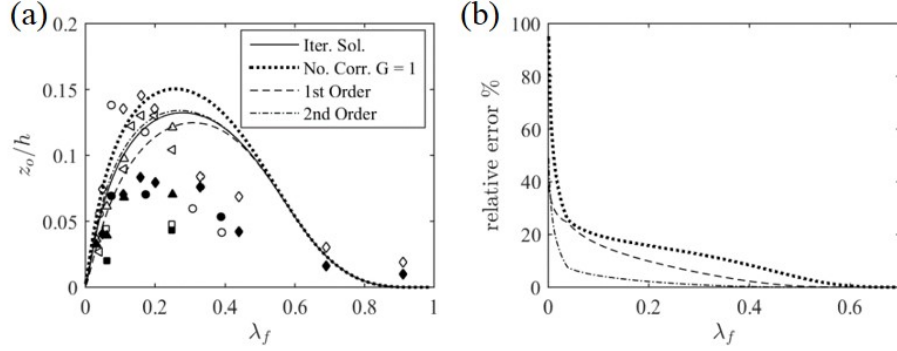 (a)
0.2
0.15
0.1
0.05
0
z_o/h
0 0.2 0.4 0.6 0.8 1
λ_f
Iter. Sol.
No. Corr. G = 1
1st Order
2nd Order
(b)
100
80
60
40
20
0
relative error %
0 0.2 0.4 0.6
λ_f